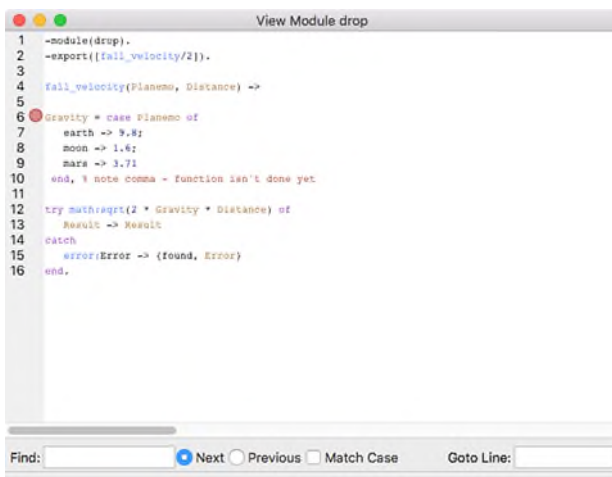 View Module drop
1 -module(drop).
2 -export([fall_velocity/2]).
3
4 fall_velocity(Planemo, Distance) ->
5
6 Gravity = case Planemo of
7 earth -> 9.8;
8 moon -> 1.6;
9 mars -> 3.71
10 end, % note comma - function isn't done yet
11
12 try math:sqrt(2 * Gravity * Distance) of
13 Result -> Result
14 catch
15 error:Error -> {found, Error}
16 end.
Find: Next Previous Match Case Goto Line: